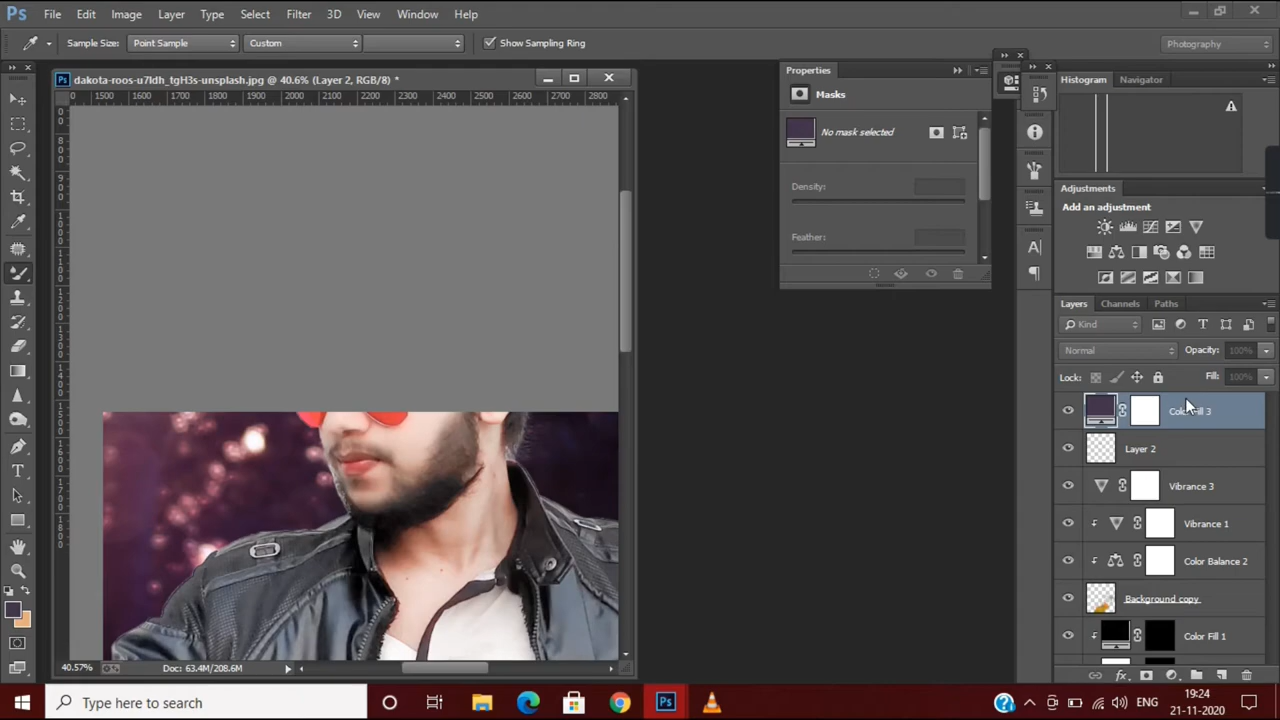 Ps File Edit Image Layer Type Select Filter 3D View Window Help
Sample Size: Point Sample Custom Show Sampling Ring Photography
Ps dakota-roos-u7ldh_tgH3s-unsplash.jpg @ 40.6% (Layer 2, RGB/8) *
1500 1600 1700 1800 1900 2000 2100 2200 2300 2400 2500 2600 2700 2800
Properties
Masks
No mask selected
Density:
Feather:
Histogram Navigator
Adjustments
Add an adjustment
Layers Channels Paths
Kind
Normal Opacity: 100%
Lock: Fill: 100%
Layer 2
Vibrance 3
Vibrance 1
Color Balance 2
Background copy
Color Fill 1
40.57% Doc: 63.4M/208.6M
Type here to search
Ps
ENG
19:24
21-11-2020